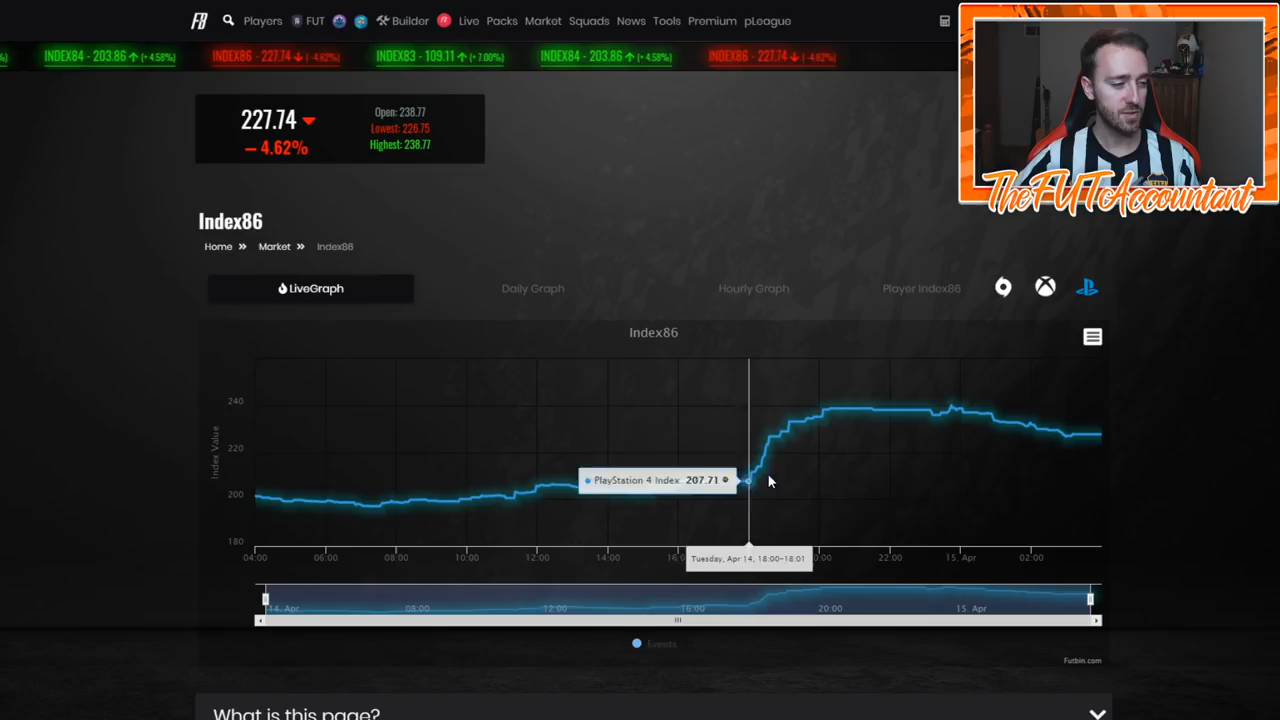 F8 Players FUT Builder Live Packs Market Squads News Tools Premium pLeague
%) INDEX84 - 203.86 ↑ (+4.58%) INDEX86 - 227.74 ↓ (-4.62%) INDEX83 - 109.11 ↑ (+7.00%) INDEX84 - 203.86 ↑ (+4.58%) INDEX86 - 227.74 ↓ (-4.62%)
227.74
– 4.62%
Open: 238.77
Lowest: 226.75
Highest: 238.77
TheFUTAccountant
Index86
Home » Market » Index86
LiveGraph Daily Graph Hourly Graph Player Index86
Index86
Index Value
240
220
200
180
PlayStation 4 Index 207.71
04:00 06:00 08:00 10:00 12:00 14:00 16:00 Tuesday, Apr 14, 18:00-18:01 22:00 15. Apr 02:00
14. Apr 08:00 12:00 16:00 20:00 15. Apr
Events
Futbin.com
What is this page?